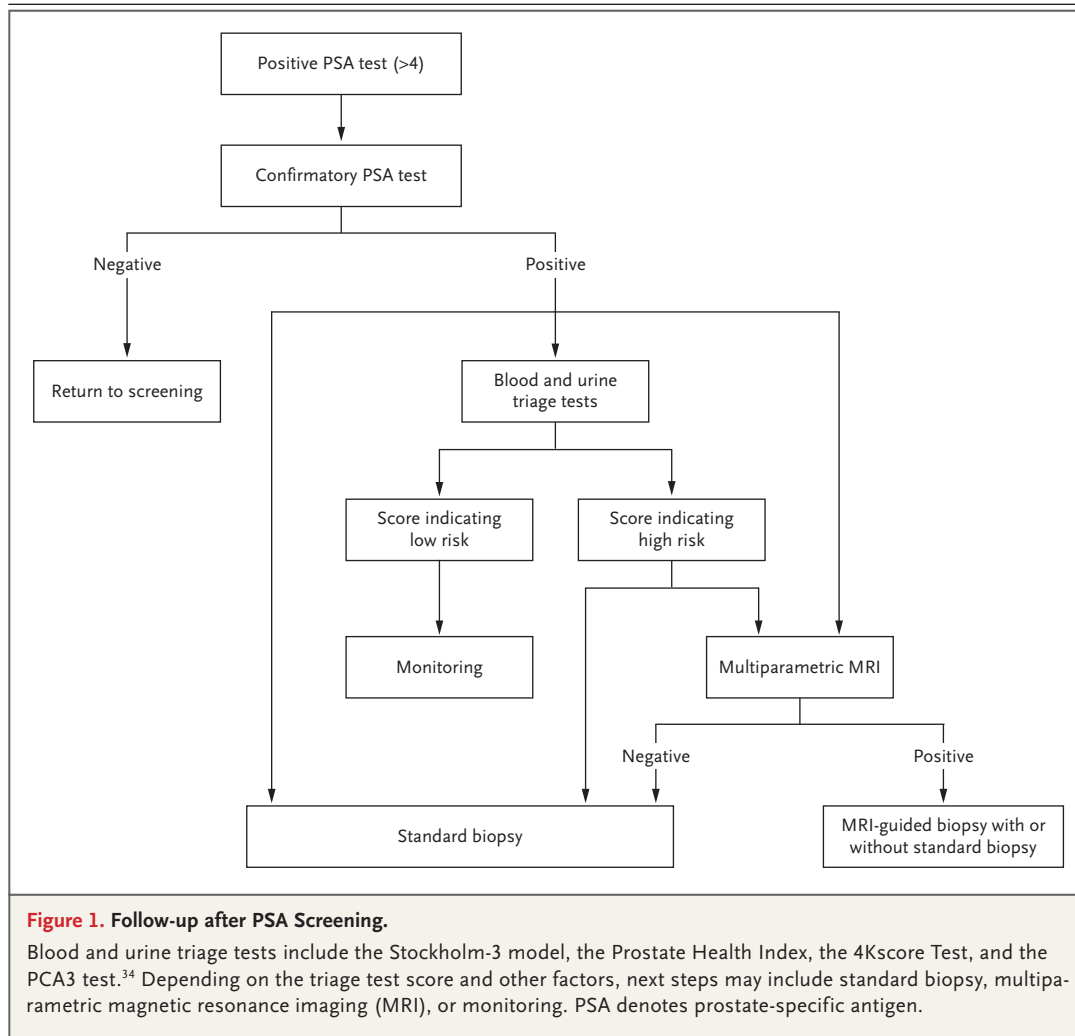 Positive PSA test (>4)
Confirmatory PSA test
Negative
Positive
Return to screening
Blood and urine
triage tests
Score indicating
low risk
Score indicating
high risk
Monitoring
Multiparametric MRI
Negative
Positive
Standard biopsy
MRI-guided biopsy with or
without standard biopsy
Figure 1. Follow-up after PSA Screening.
Blood and urine triage tests include the Stockholm-3 model, the Prostate Health Index, the 4Kscore Test, and the
PCA3 test.34 Depending on the triage test score and other factors, next steps may include standard biopsy, multipa-
rametric magnetic resonance imaging (MRI), or monitoring. PSA denotes prostate-specific antigen.